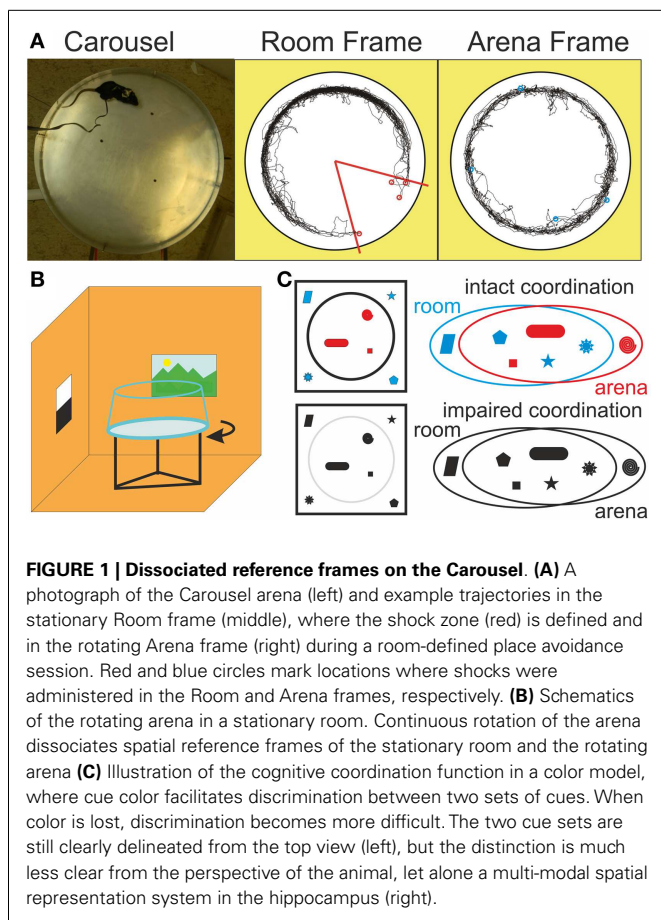 A Carousel Room Frame Arena Frame
B
C
intact coordination
room
arena
impaired coordination
room
arena
FIGURE 1 | Dissociated reference frames on the Carousel. (A) A
photograph of the Carousel arena (left) and example trajectories in the
stationary Room frame (middle), where the shock zone (red) is defined and
in the rotating Arena frame (right) during a room-defined place avoidance
session. Red and blue circles mark locations where shocks were
administered in the Room and Arena frames, respectively. (B) Schematics
of the rotating arena in a stationary room. Continuous rotation of the arena
dissociates spatial reference frames of the stationary room and the rotating
arena (C) Illustration of the cognitive coordination function in a color model,
where cue color facilitates discrimination between two sets of cues. When
color is lost, discrimination becomes more difficult. The two cue sets are
still clearly delineated from the top view (left), but the distinction is much
less clear from the perspective of the animal, let alone a multi-modal spatial
representation system in the hippocampus (right).